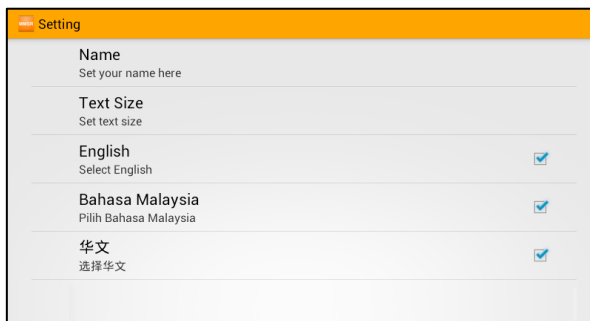 Setting
Name
Set your name here
Text Size
Set text size
English
Select English
Bahasa Malaysia
Pilih Bahasa Malaysia
华文
选择华文